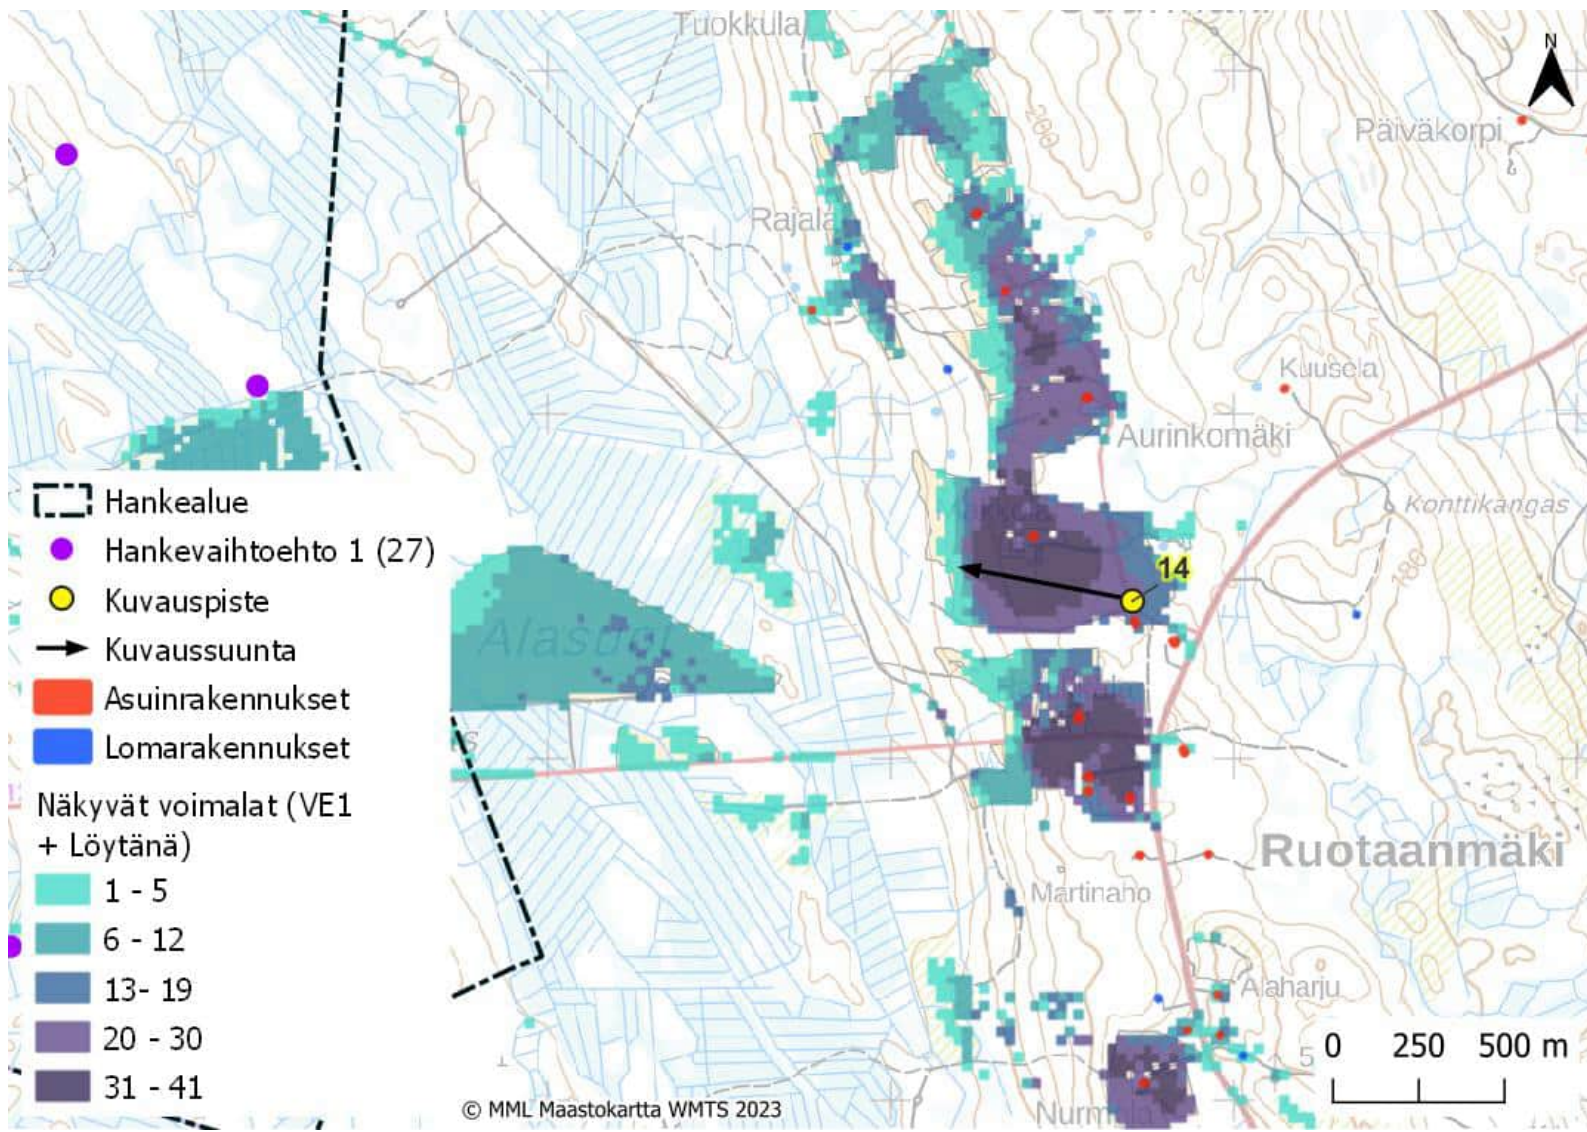 Tuokkula
N
200
Päiväkorpi
Rajala
Kuusela
Aurinkomäki
Konttikangas
Hankealue
Hankevaihtoehto 1 (27)
Kuvauspiste
Kuvaussuunta
Asuinrakennukset
Lomarakennukset
Näkyvät voimalat (VE1
+ Löytänä)
1 - 5
6 - 12
13- 19
20 - 30
31 - 41
14
180
Alasuo
Ruotaanmäki
Martinaho
Alaharju
5
0 250 500 m
© MML Maastokartta WMTS 2023